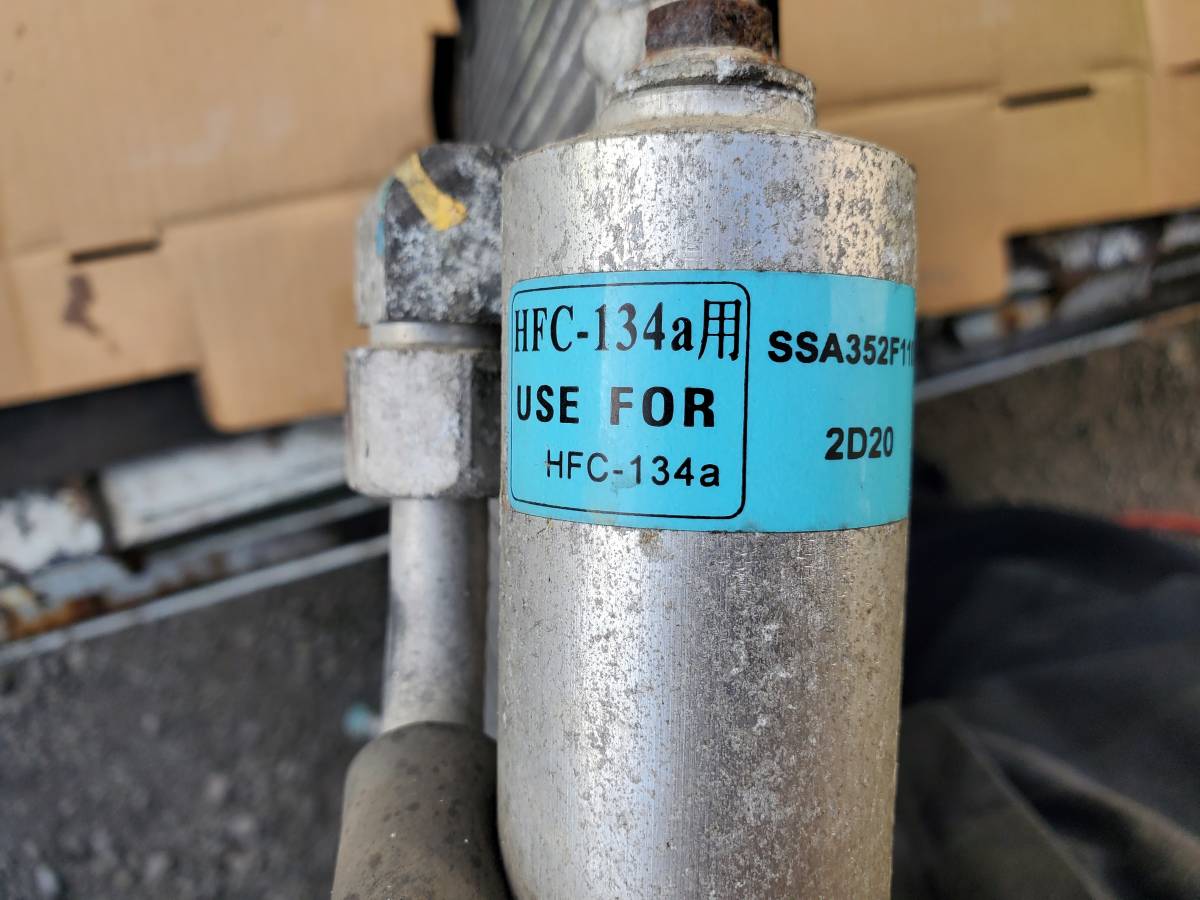 HFC-134a用
USE FOR
HFC-134a
2D20